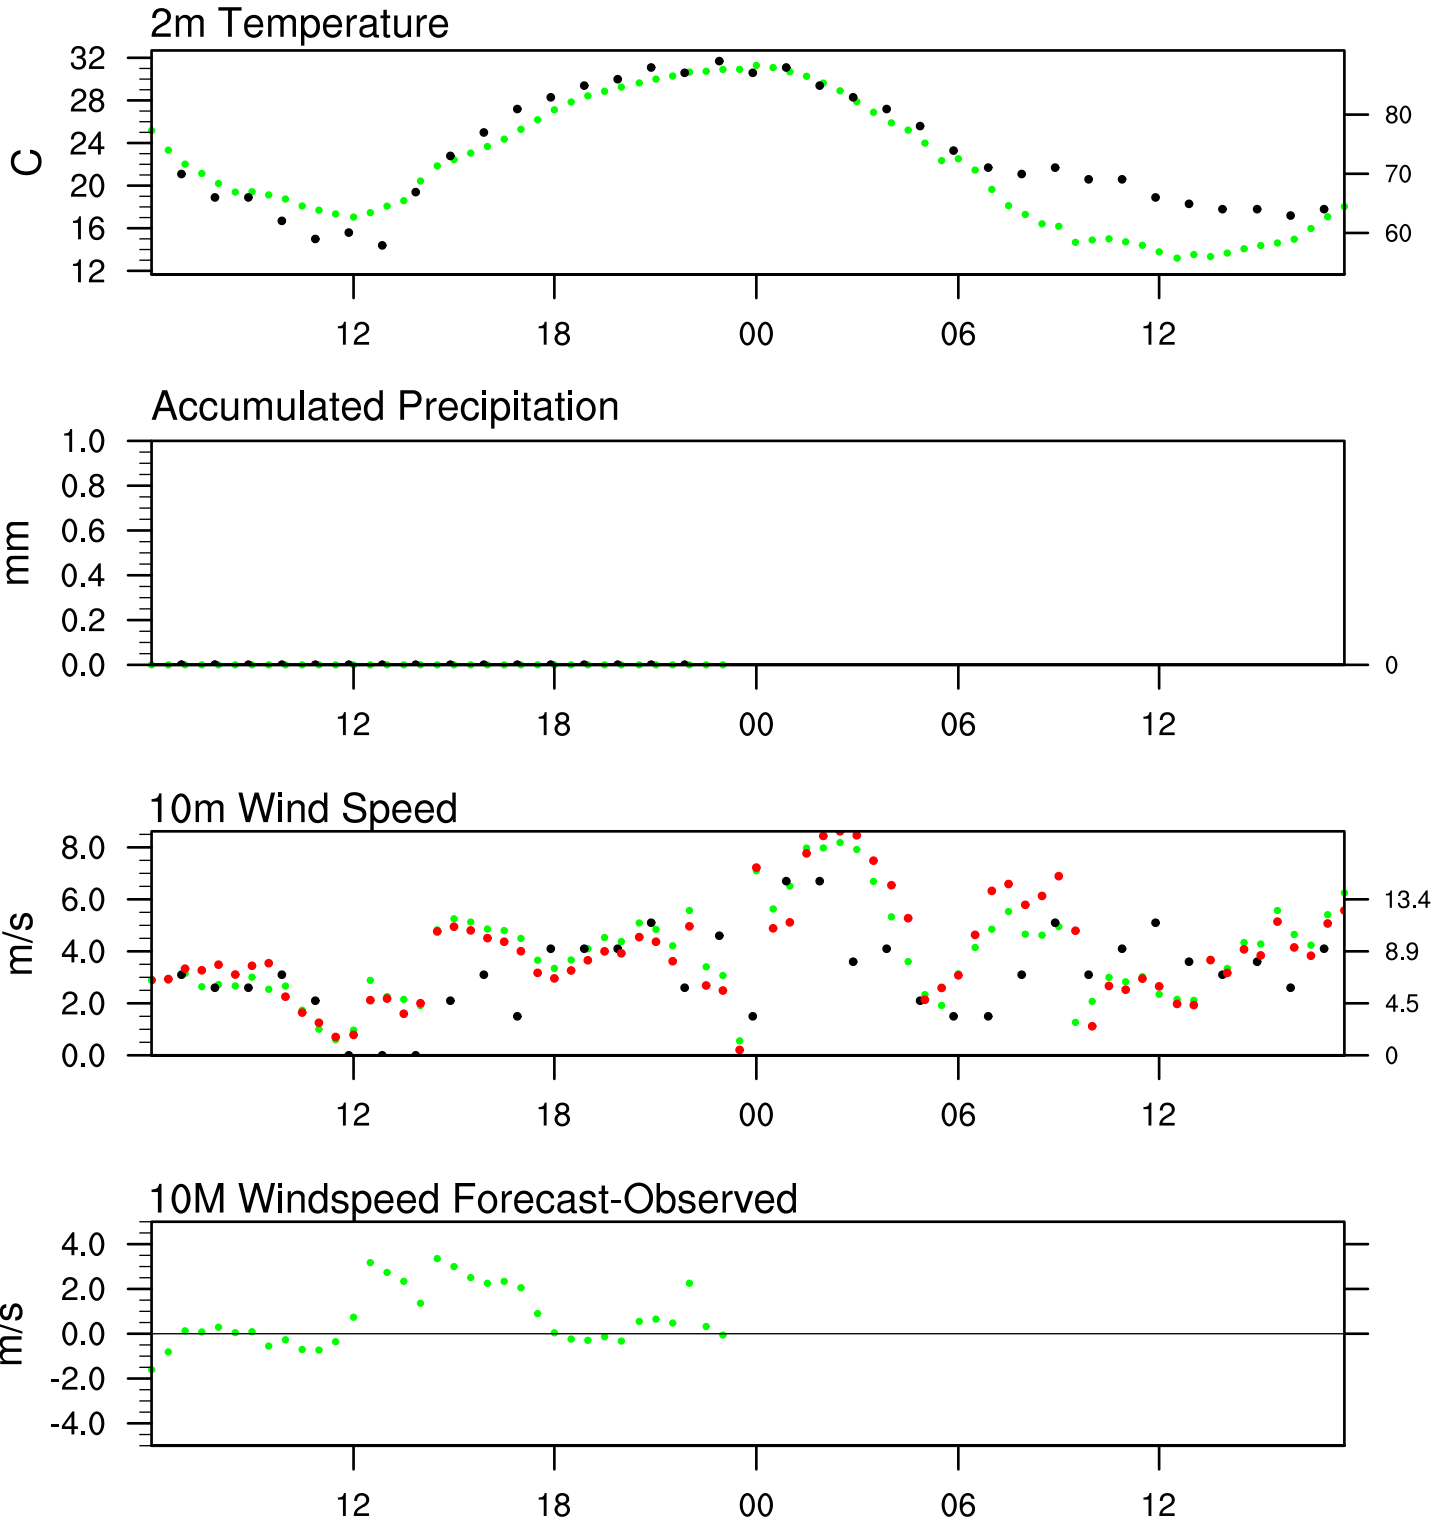 2m Temperature
32
28
24
20
16
12
C
80
70
60
12 18 00 06 12
Accumulated Precipitation
1.0
0.8
0.6
0.4
0.2
0.0
mm
0
12 18 00 06 12
10m Wind Speed
8.0
6.0
4.0
2.0
0.0
m/s
13.4
8.9
4.5
0
12 18 00 06 12
10M Windspeed Forecast-Observed
4.0
2.0
0.0
-2.0
-4.0
m/s
12 18 00 06 12